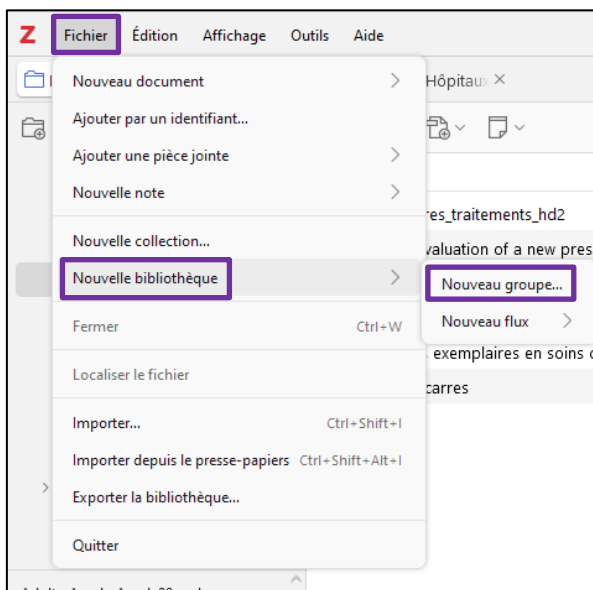 Z Fichier Édition Affichage Outils Aide
Hôpitaux
Nouveau document
Ajouter par un identifiant...
Ajouter une pièce jointe
Nouvelle note
res_traitements_hd2
Nouvelle collection...
valuation of a new pres
Nouvelle bibliothèque
Nouveau groupe...
Fermer Ctrl+W
Nouveau flux
exemplaires en soins
Localiser le fichier
carres
Importer... Ctrl+Shift+I
Importer depuis le presse-papiers Ctrl+Shift+Alt+I
Exporter la bibliothèque...
Quitter